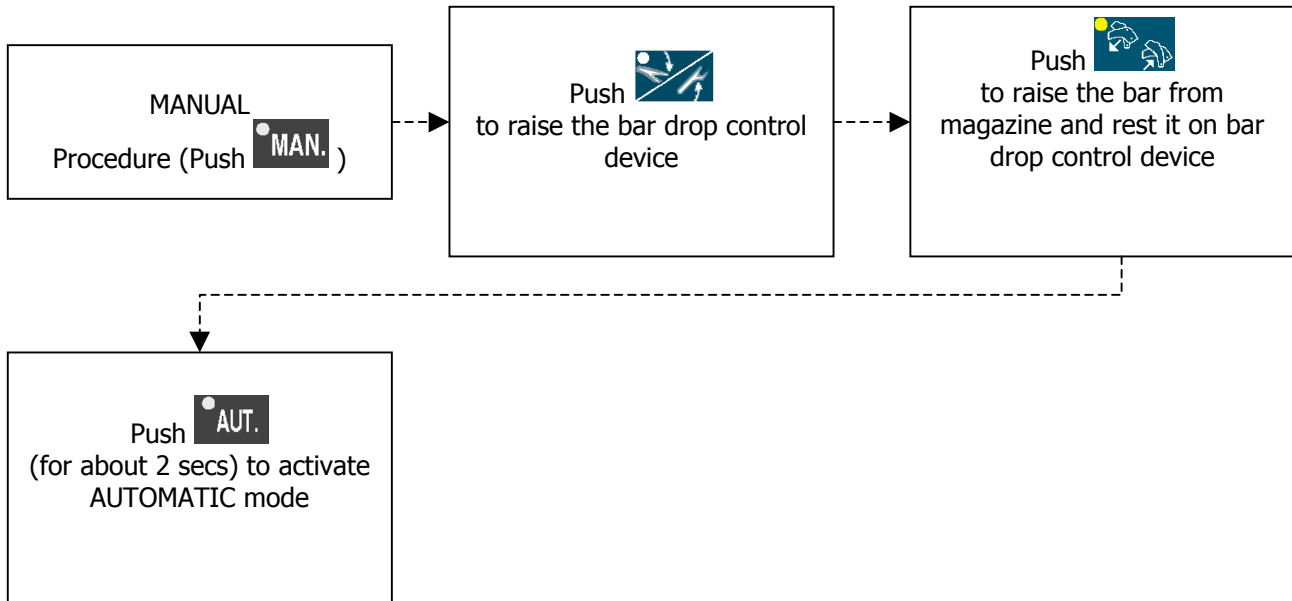 MANUAL
Procedure (Push MAN. )
Push
to raise the bar drop control
device
Push
to raise the bar from
magazine and rest it on bar
drop control device
Push AUT.
(for about 2 secs) to activate
AUTOMATIC mode